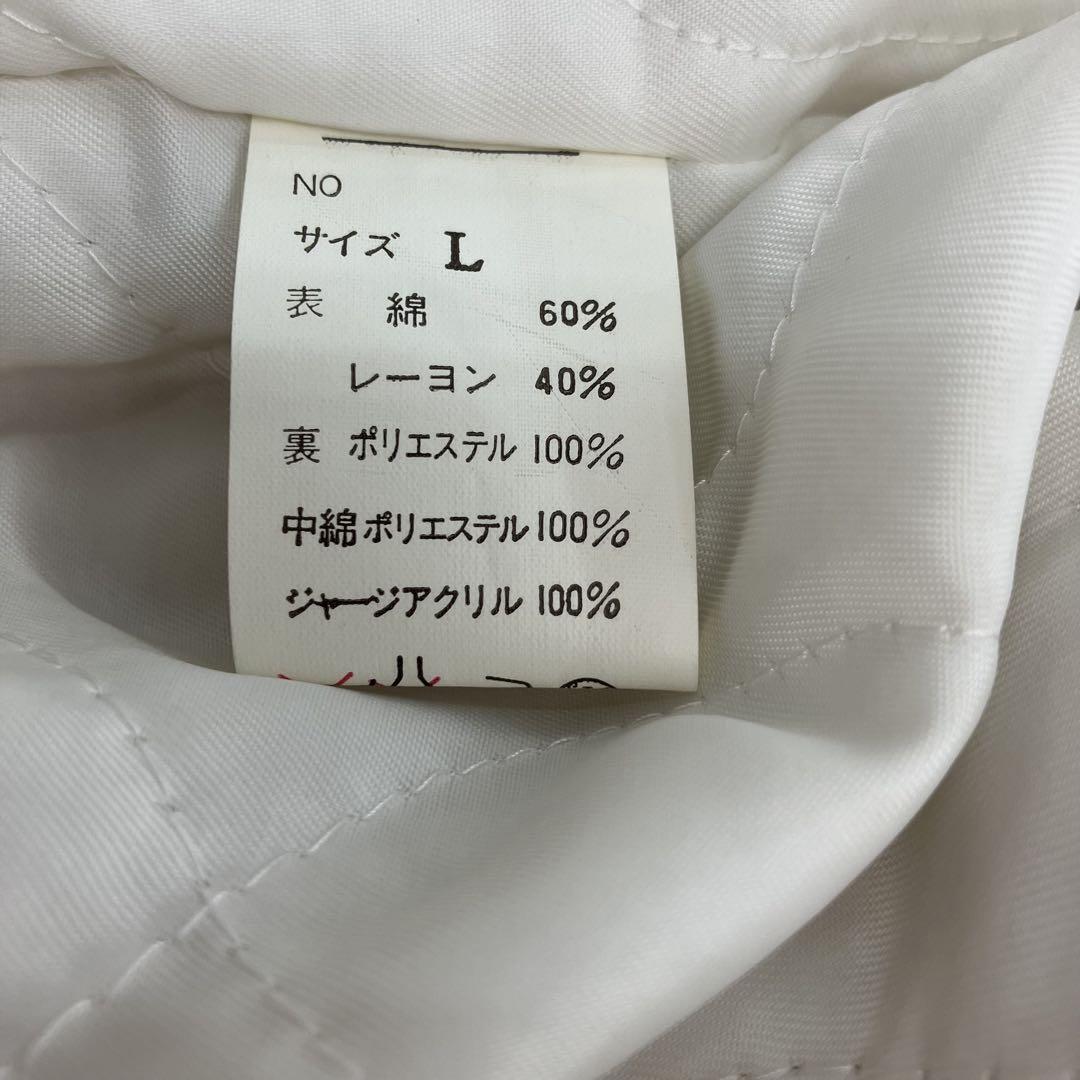 NO
サイズ L
表 綿 60%
レーヨン 40%
裏 ポリエステル 100%
中綿 ポリエステル 100%
ジャージアクリル 100%